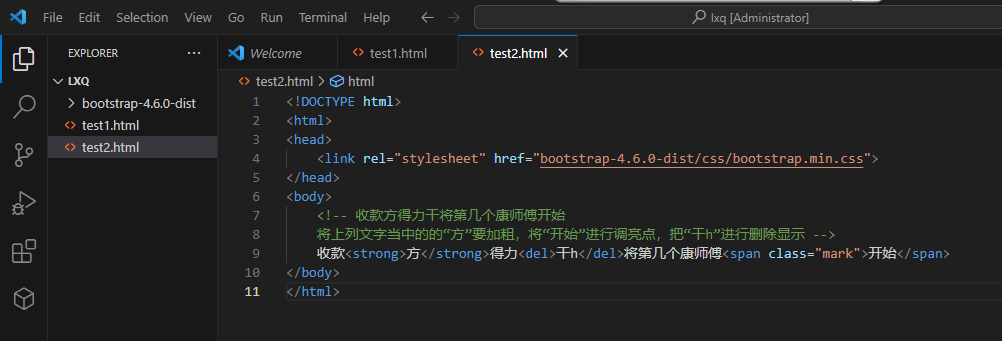 File Edit Selection View Go Run Terminal Help
lxq [Administrator]
EXPLORER
LXQ
bootstrap-4.6.0-dist
test1.html
test2.html
Welcome
test1.html
test2.html
test2.html > html
1 <!DOCTYPE html>
2 <html>
3 <head>
4 <link rel="stylesheet" href="bootstrap-4.6.0-dist/css/bootstrap.min.css">
5 </head>
6 <body>
7 <!-- 收款方得力干将第几个康师傅开始
8 将上列文字当中的的“方”要加粗，将“开始”进行调亮点，把“干h”进行删除显示 -->
9 收款<strong>方</strong>得力<del>干h</del>将第几个康师傅<span class="mark">开始</span>
10 </body>
11 </html>